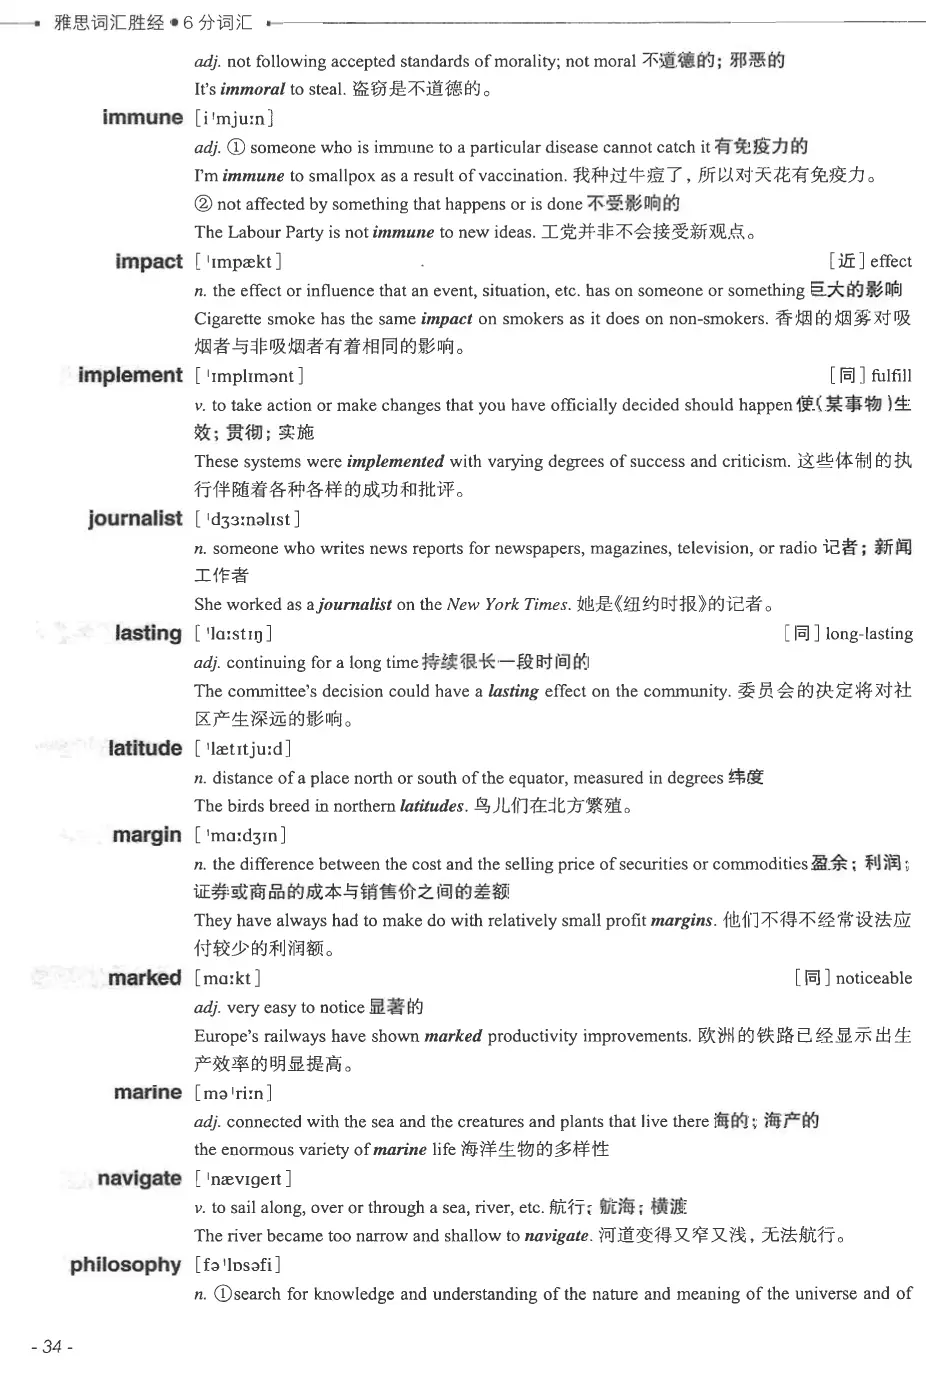 雅思词汇胜经●6分词汇
adj. not following accepted standards of morality; not moral 不道德的；邪恶的
It's immoral to steal. 盗窃是不道德的。
immune [iˈmjuːn]
adj. ① someone who is immune to a particular disease cannot catch it 有免疫力的
I'm immune to smallpox as a result of vaccination. 我种过牛痘了，所以对天花有免疫力。
② not affected by something that happens or is done 不受影响的
The Labour Party is not immune to new ideas. 工党并非不会接受新观点。
impact [ˈɪmpækt] [近] effect
n. the effect or influence that an event, situation, etc. has on someone or something 巨大的影响
Cigarette smoke has the same impact on smokers as it does on non-smokers. 香烟的烟雾对吸
烟者与非吸烟者有着相同的影响。
implement [ˈɪmplɪmənt] [同] fulfill
v. to take action or make changes that you have officially decided should happen 使(某事物)生
效；贯彻；实施
These systems were implemented with varying degrees of success and criticism. 这些体制的执
行伴随着各种各样的成功和批评。
journalist [ˈdʒɜːnəlɪst]
n. someone who writes news reports for newspapers, magazines, television, or radio 记者；新闻
工作者
She worked as a journalist on the New York Times. 她是《纽约时报》的记者。
lasting [ˈlɑːstɪŋ] [同] long-lasting
adj. continuing for a long time 持续很长一段时间的
The committee's decision could have a lasting effect on the community. 委员会的决定将对社
区产生深远的影响。
latitude [ˈlætɪtjuːd]
n. distance of a place north or south of the equator, measured in degrees 纬度
The birds breed in northern latitudes. 鸟儿们在北方繁殖。
margin [ˈmɑːdʒɪn]
n. the difference between the cost and the selling price of securities or commodities 盈余；利润；
证券或商品的成本与销售价之间的差额
They have always had to make do with relatively small profit margins. 他们不得不经常设法应
付较少的利润额。
marked [mɑːkt] [同] noticeable
adj. very easy to notice 显著的
Europe's railways have shown marked productivity improvements. 欧洲的铁路已经显示出生
产效率的明显提高。
marine [məˈriːn]
adj. connected with the sea and the creatures and plants that live there 海的；海产的
the enormous variety of marine life 海洋生物的多样性
navigate [ˈnævɪgeɪt]
v. to sail along, over or through a sea, river, etc. 航行；航海；横渡
The river became too narrow and shallow to navigate. 河道变得又窄又浅，无法航行。
philosophy [fəˈlɒsəfi]
n. ①search for knowledge and understanding of the nature and meaning of the universe and of
- 34 -